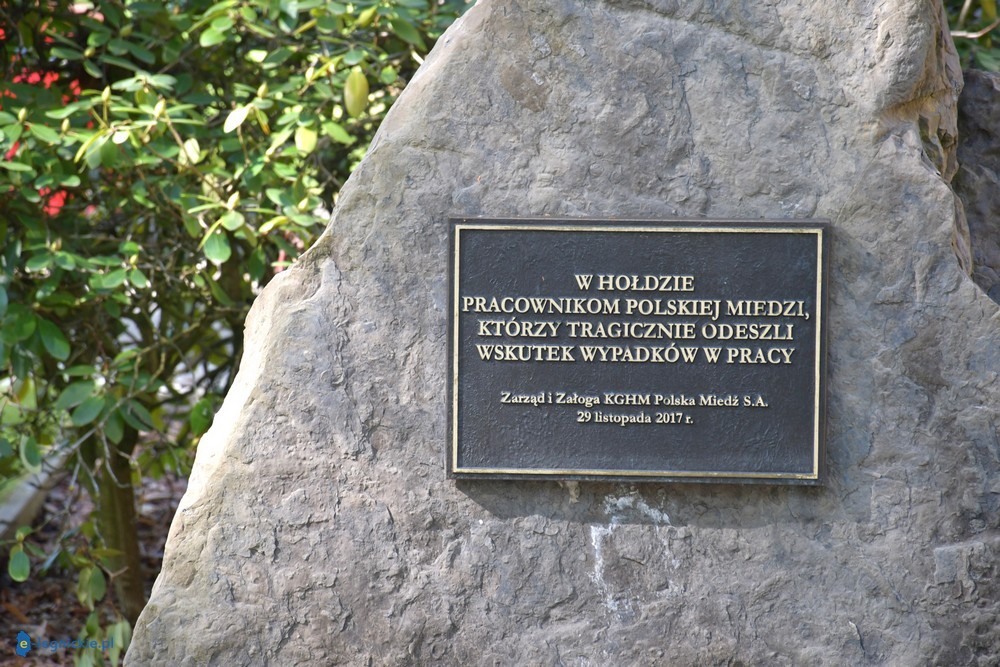 W HOŁDZIE
PRACOWNIKOM POLSKIEJ MIEDZI,
KTÓRZY TRAGICZNIE ODESZLI
WSKUTEK WYPADKÓW W PRACY
Zarząd i Załoga KGHM Polska Miedź S.A.
29 listopada 2017 r.